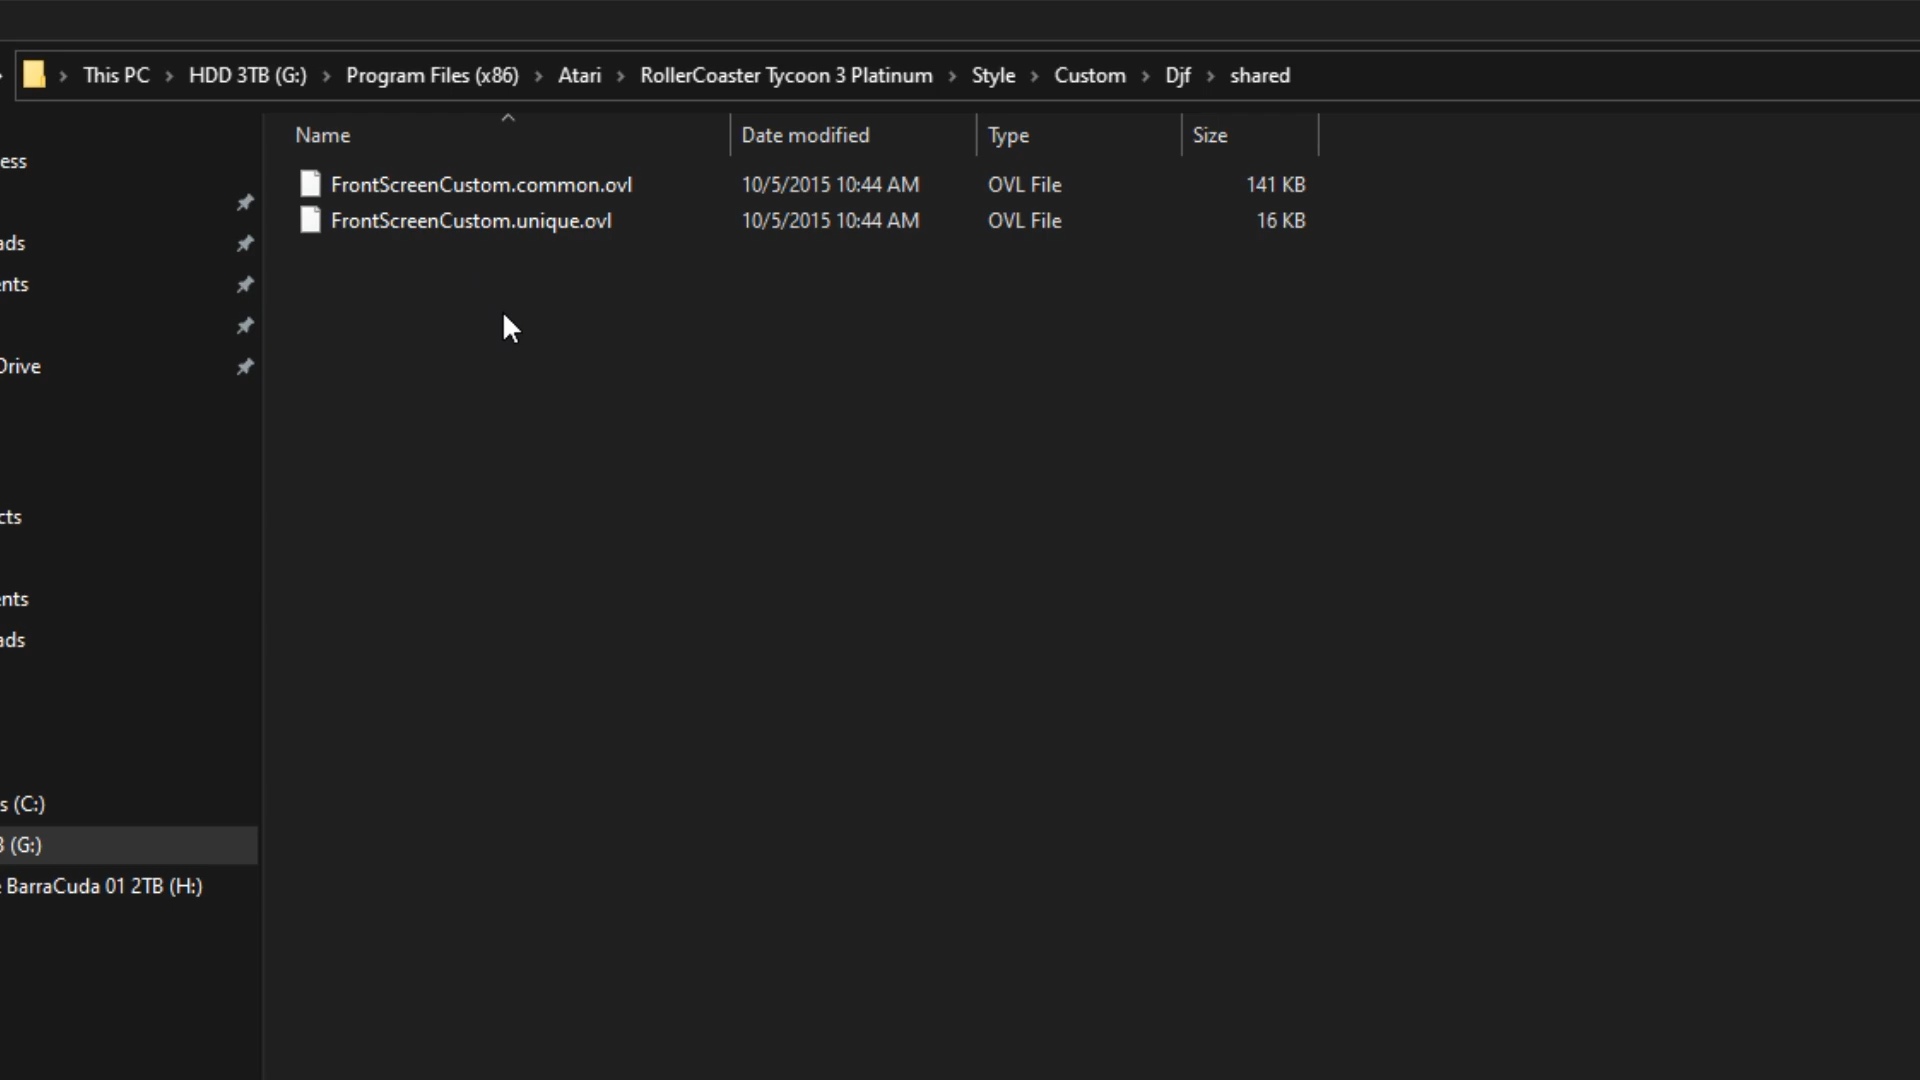 This PC > HDD 3TB (G:) > Program Files (x86) > Atari > RollerCoaster Tycoon 3 Platinum > Style > Custom > Djf > shared
Name Date modified Type Size
FrontScreenCustom.common.ovl 10/5/2015 10:44 AM OVL File 141 KB
FrontScreenCustom.unique.ovl 10/5/2015 10:44 AM OVL File 16 KB
ess
ads
ents
Drive
cts
ents
ads
s (C:)
(G:)
BarraCuda 01 2TB (H:)